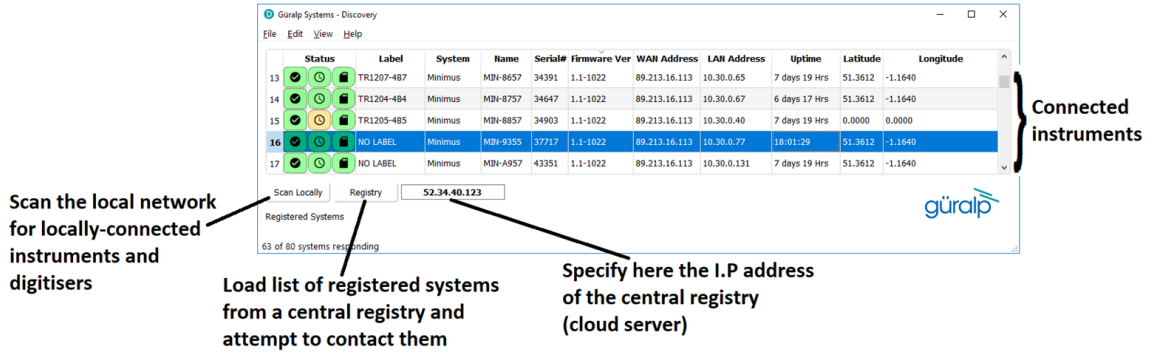 Güralp Systems - Discovery
File Edit View Help
Status Label System Name Serial# Firmware Ver WAN Address LAN Address Uptime Latitude Longitude
13 TR1207-4B7 Minimus MIN-8657 34391 1.1-1022 89.213.16.113 10.30.0.65 7 days 19 Hrs 51.3612 -1.1640
14 TR1204-4B4 Minimus MIN-8757 34647 1.1-1022 89.213.16.113 10.30.0.67 6 days 17 Hrs 51.3612 -1.1640
15 TR1205-4B5 Minimus MIN-8857 34903 1.1-1022 89.213.16.113 10.30.0.40 7 days 19 Hrs 0.0000 0.0000
16 NO LABEL Minimus MIN-9355 37717 1.1-1022 89.213.16.113 10.30.0.77 18:01:29 51.3612 -1.1640
17 NO LABEL Minimus MIN-A957 43351 1.1-1022 89.213.16.113 10.30.0.131 7 days 19 Hrs 51.3612 -1.1640
Connected
instruments
Scan Locally Registry 52.34.40.123
güralp
Registered Systems
63 of 80 systems responding
Scan the local network
for locally-connected
instruments and
digitisers
Load list of registered systems
from a central registry and
attempt to contact them
Specify here the I.P address
of the central registry
(cloud server)